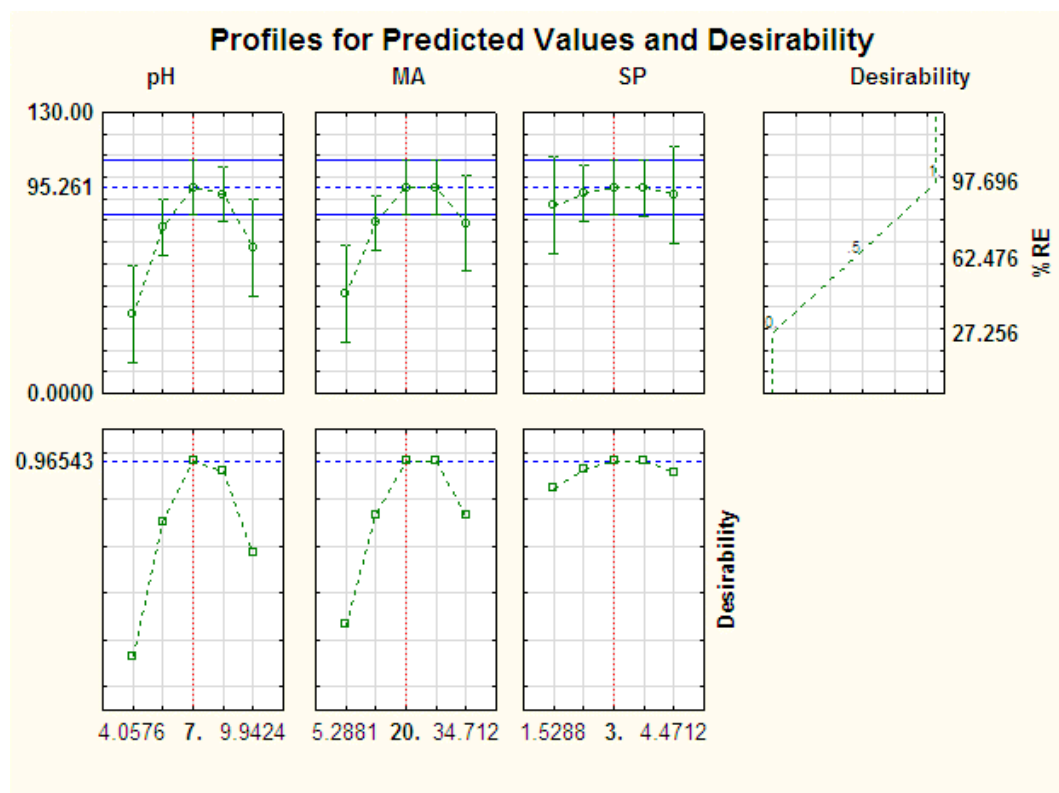 Profiles for Predicted Values and Desirability
pH MA SP Desirability
130.00
95.261
0.0000
1.
.5
0
97.696
62.476
27.256
% RE
0.96543
Desirability
4.0576 7. 9.9424 5.2881 20. 34.712 1.5288 3. 4.4712